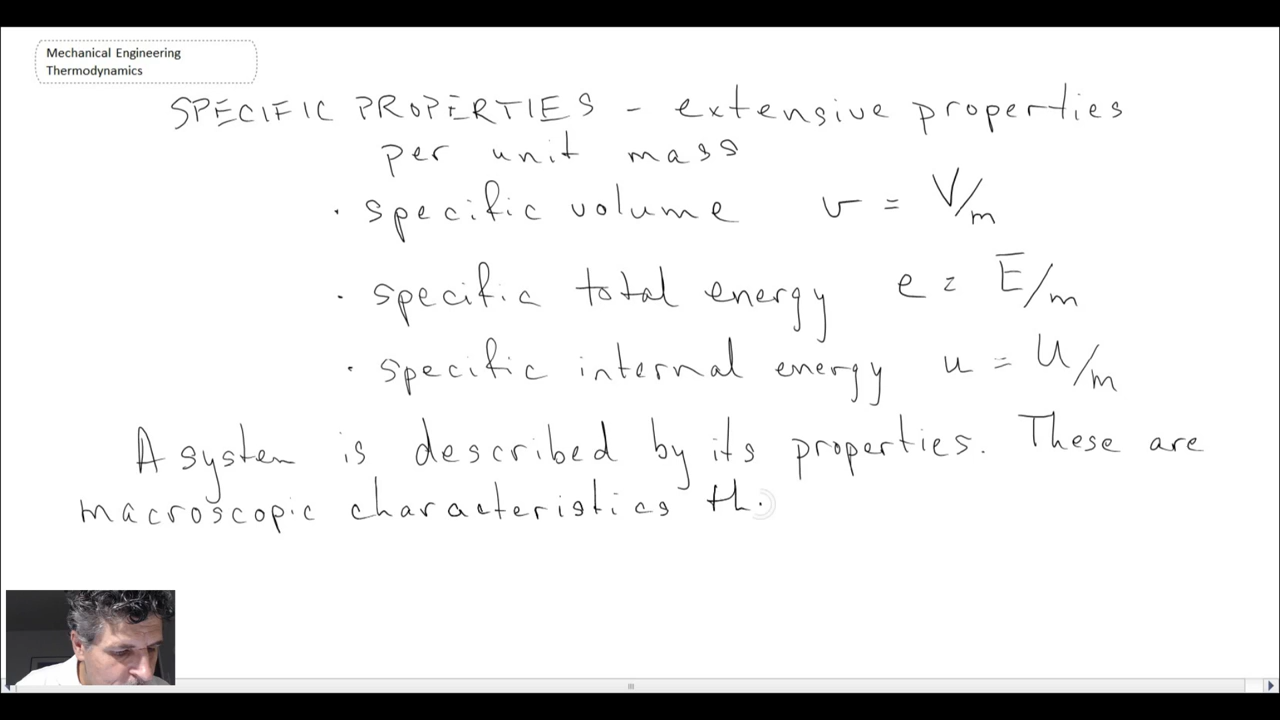 Mechanical Engineering
Thermodynamics
SPECIFIC PROPERTIES - extensive properties
per unit mass
· specific volume v = V/m
· specific total energy e = E/m
· specific internal energy u = U/m
A system is described by its properties. These are
macroscopic characteristics